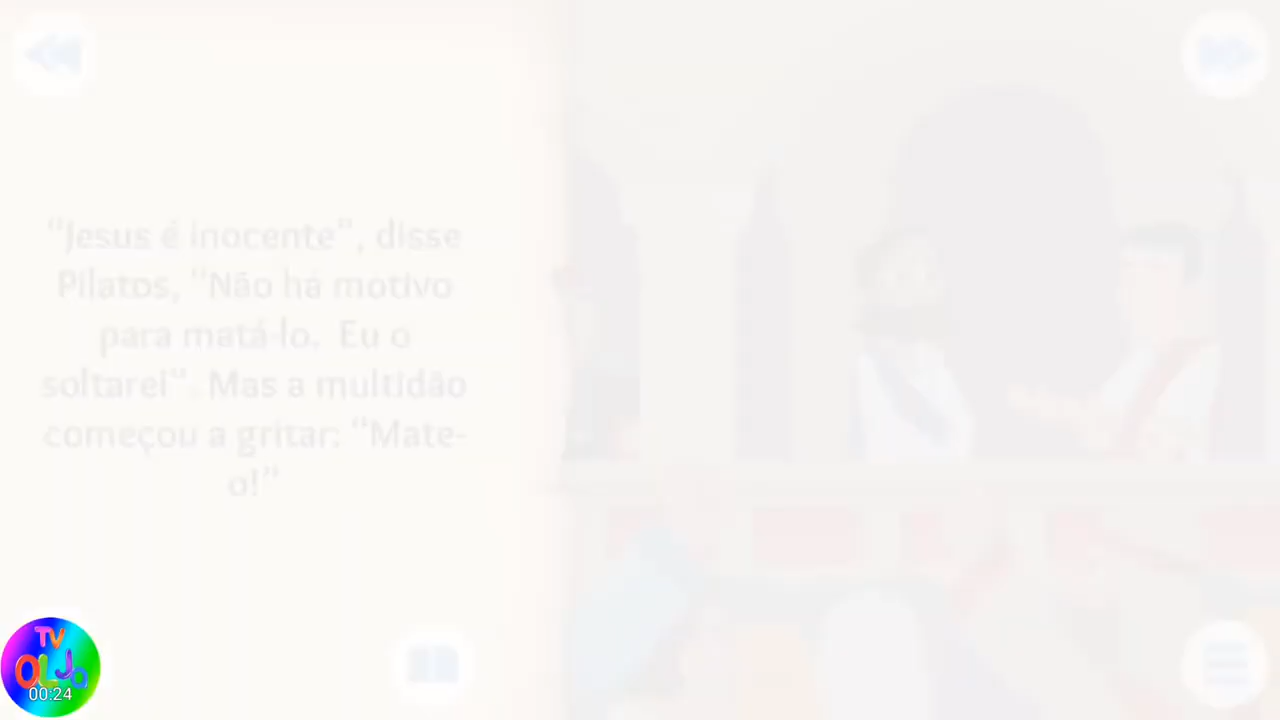 "Jesus é inocente", disse
Pilatos, "Não há motivo
para matá-lo.  Eu o
soltarei". Mas a multidão
começou a gritar: "Mate-
o!"
TV
OLJO
00:24